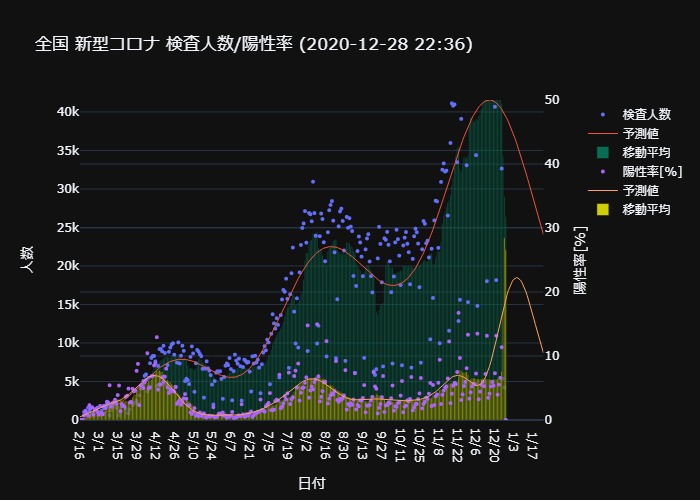 全国 新型コロナ 検査人数/陽性率 (2020-12-28 22:36)
40k
35k
30k
25k
20k
15k
10k
5k
0
人数
50
40
30
20
10
0
陽性率[%]
検査人数
予測値
移動平均
陽性率[%]
予測値
移動平均
2/16
3/1
3/15
3/29
4/12
4/26
5/10
5/24
6/7
6/21
7/5
7/19
8/2
8/16
8/30
9/13
9/27
10/11
10/25
11/8
11/22
12/6
12/20
1/3
1/17
日付